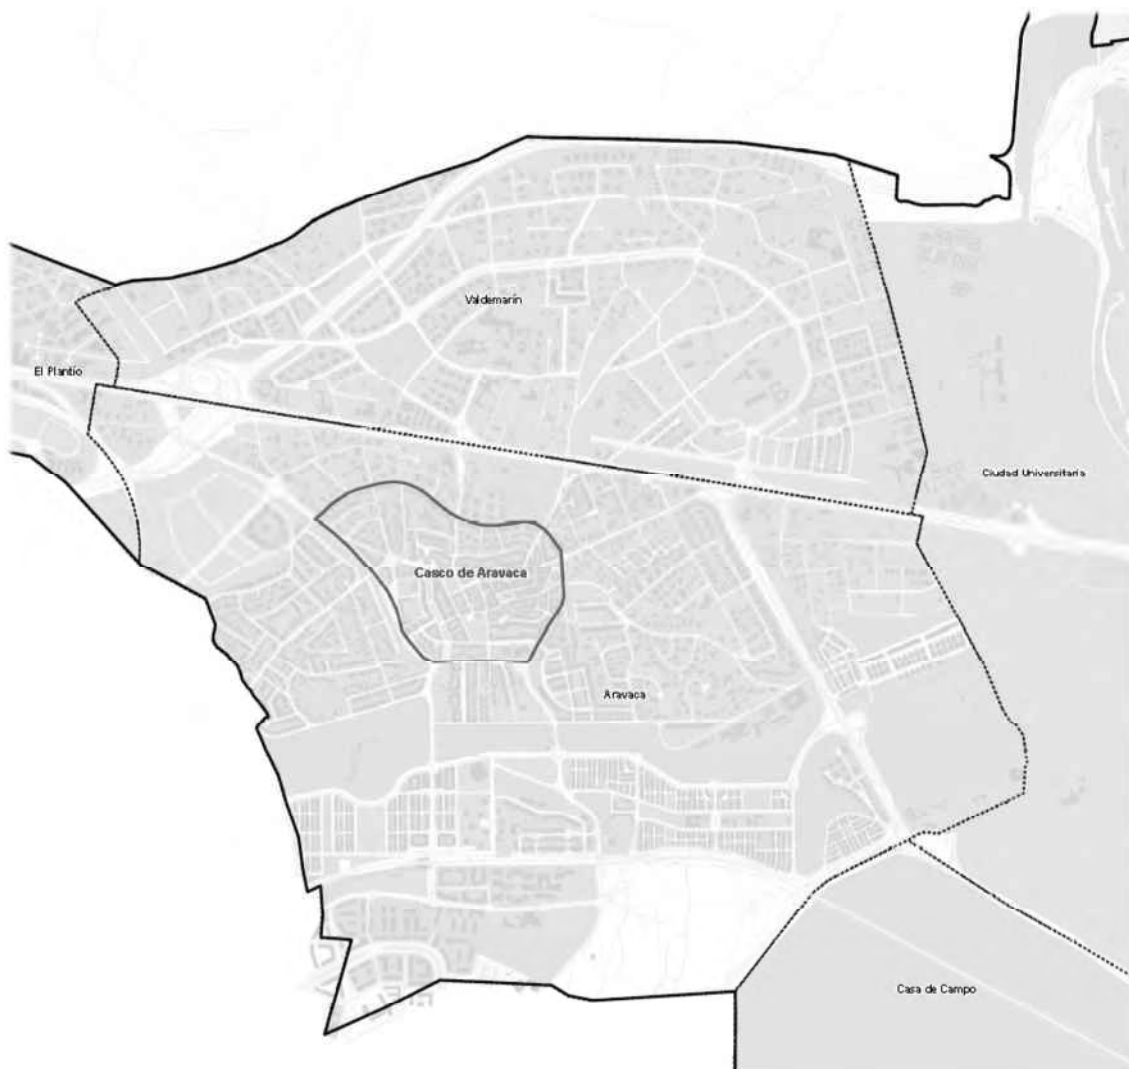 Valdemarín
El Plantío
Ciudad Universitaria
Casco de Aravaca
Aravaca
Casa de Campo